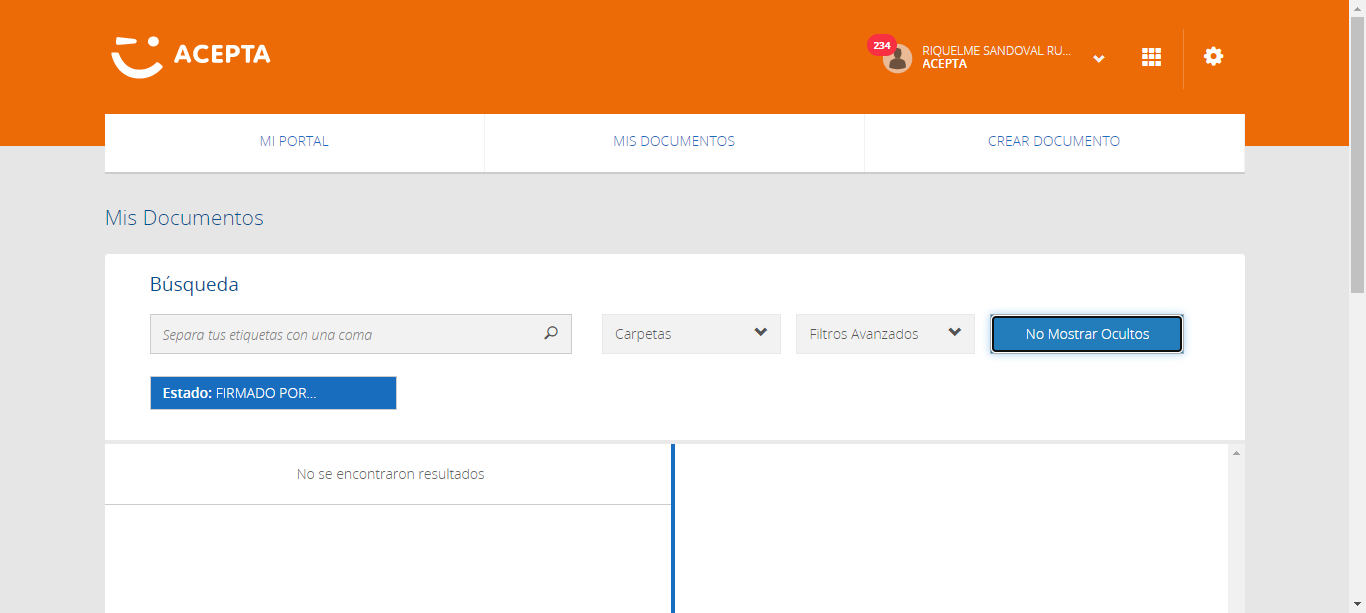 ACEPTA
234
RIQUELME SANDOVAL RU...
ACEPTA
MI PORTAL
MIS DOCUMENTOS
CREAR DOCUMENTO
Mis Documentos
Búsqueda
Separa tus etiquetas con una coma
Carpetas
Filtros Avanzados
No Mostrar Ocultos
Estado: FIRMADO POR...
No se encontraron resultados